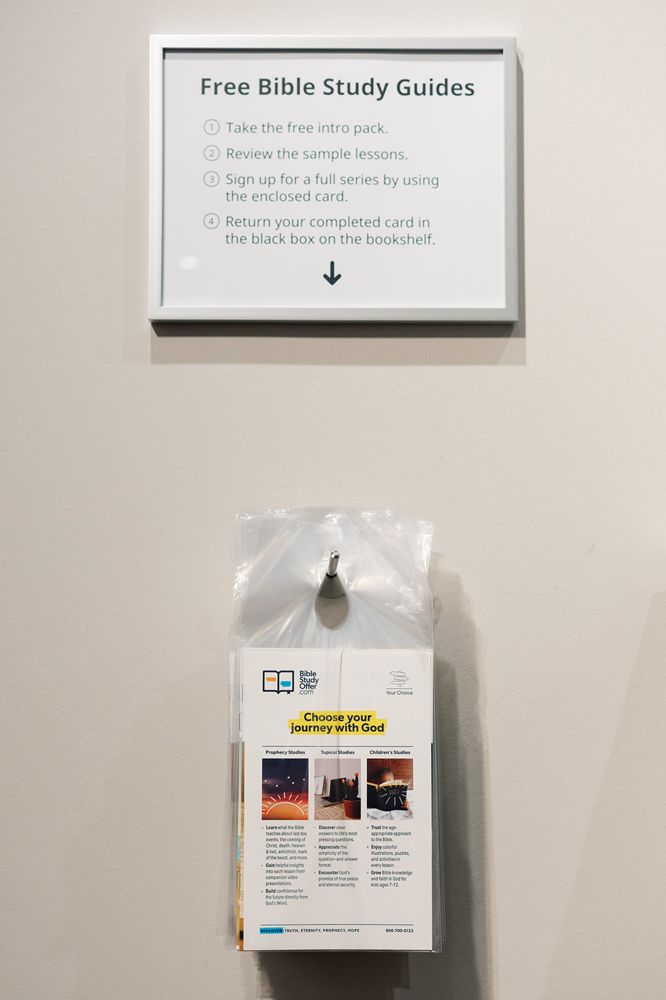 Free Bible Study Guides
1 Take the free intro pack.
2 Review the sample lessons.
3 Sign up for a full series by using
the enclosed card.
4 Return your completed card in
the black box on the bookshelf.
Bible
Study
Offer
.com
Your Choice
Choose your
journey with God
Prophecy Studies
Learn what the Bible
teaches about last day
events, the coming of
Christ, death, heaven
& hell, antichrist, mark
of the beast, and more.
Gain helpful insights
into each lesson from
companion video
presentations.
Build confidence for
the future directly from
God's Word.
Topical Studies
Discover clear
answers to life's most
pressing questions.
Appreciate the
simplicity of the
question-and-answer
format.
Encounter God's
promise of true peace
and eternal security.
Children's Studies
Trust the age-
appropriate approach
to the Bible.
Enjoy colorful
illustrations, puzzles,
and activities in
every lesson.
Grow Bible knowledge
and faith in God for
kids ages 7-12.
DISCOVER TRUTH, ETERNITY, PROPHECY, HOPE
866-700-0123